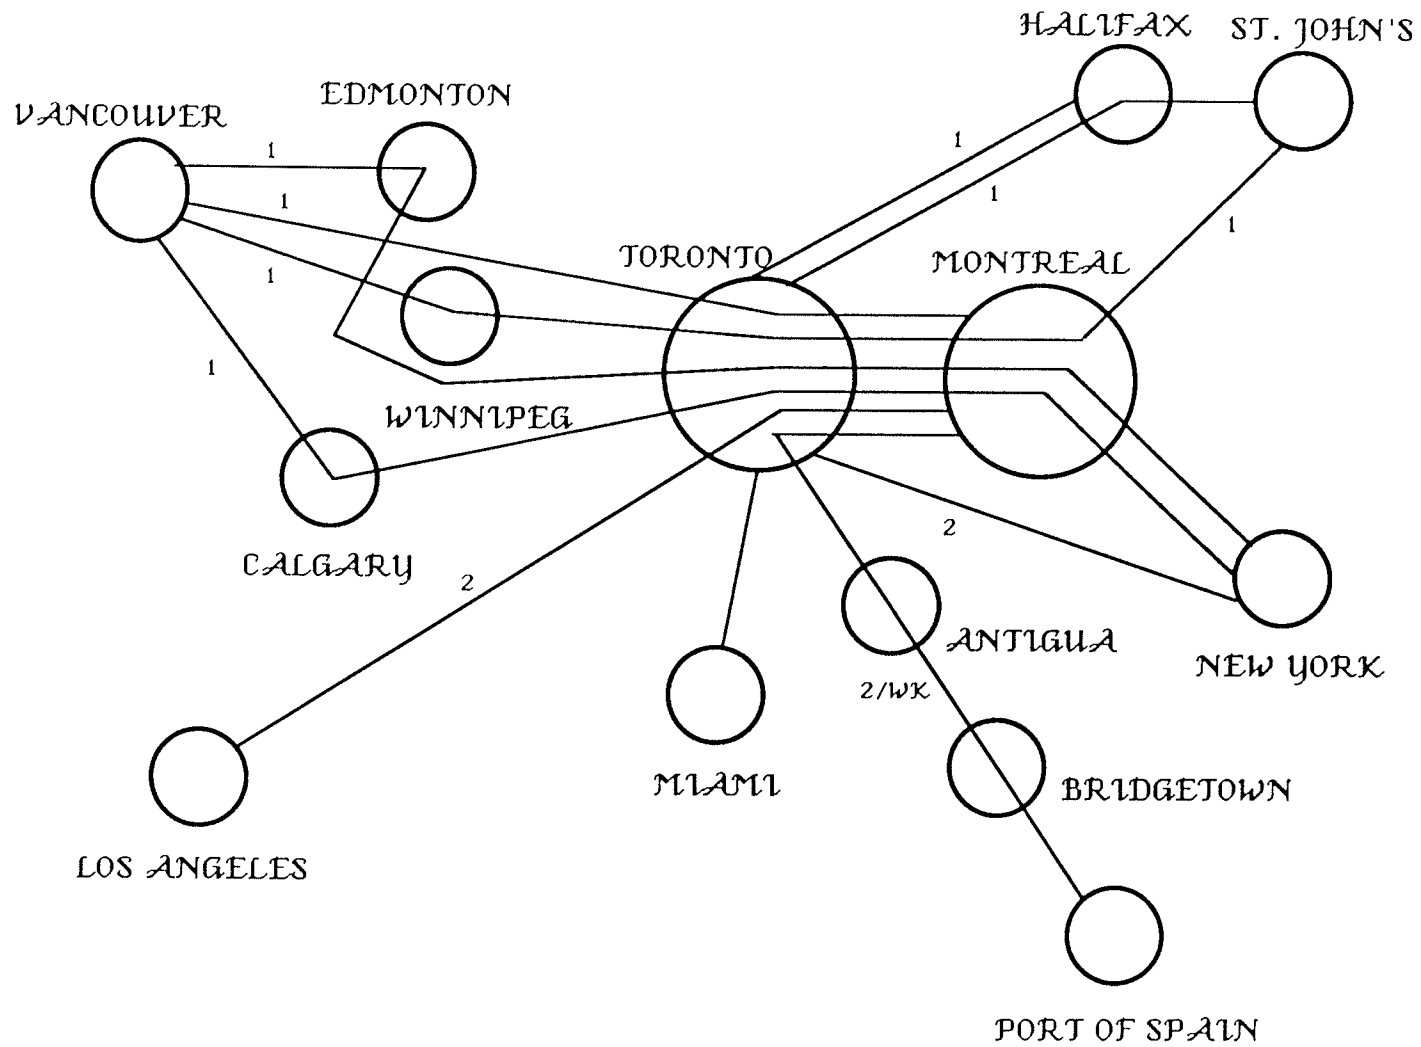 HALIFAX
ST. JOHN'S
EDMONTON
VANCOUVER
1
1
1
1
1
1
1
TORONTO
MONTREAL
WINNIPEG
CALGARY
2
2
ANTIGUA
NEW YORK
2/WK
MIAMI
BRIDGETOWN
LOS ANGELES
PORT OF SPAIN